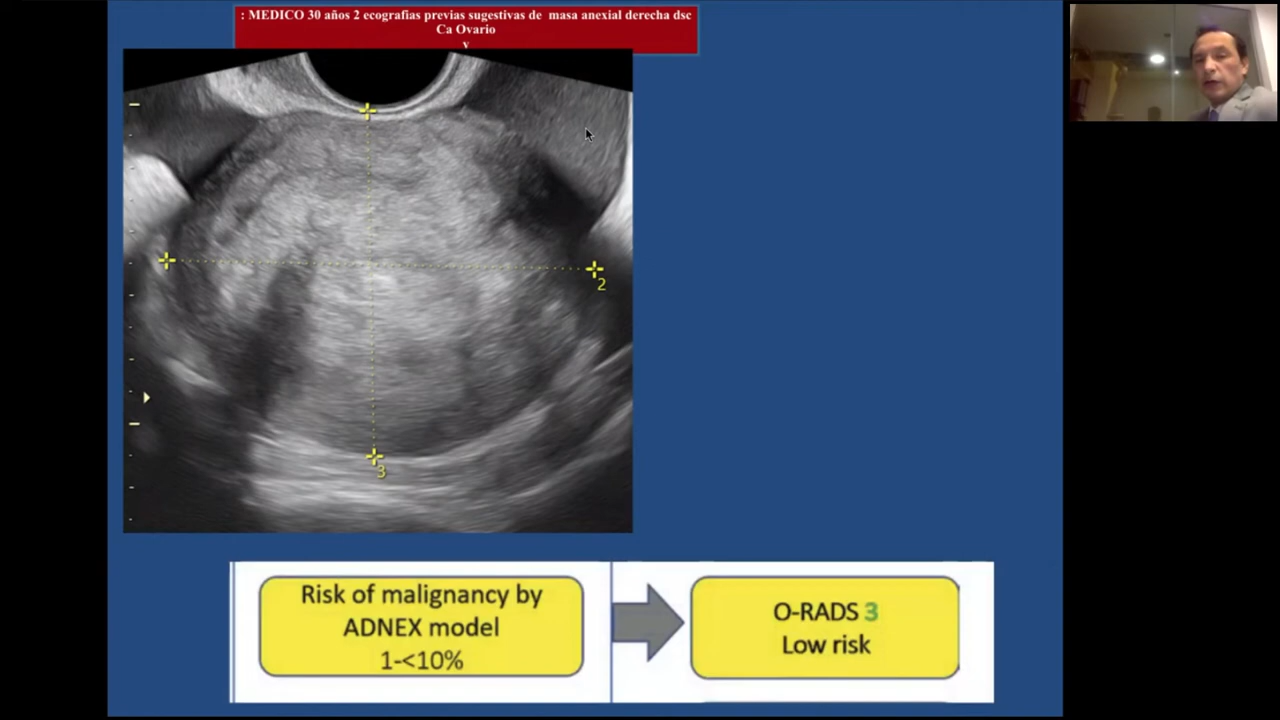 : MEDICO 30 años 2 ecografias previas sugestivas de masa anexial derecha dsc
Ca Ovario
v
2
3
Risk of malignancy by
ADNEX model
1-<10%
O-RADS 3
Low risk